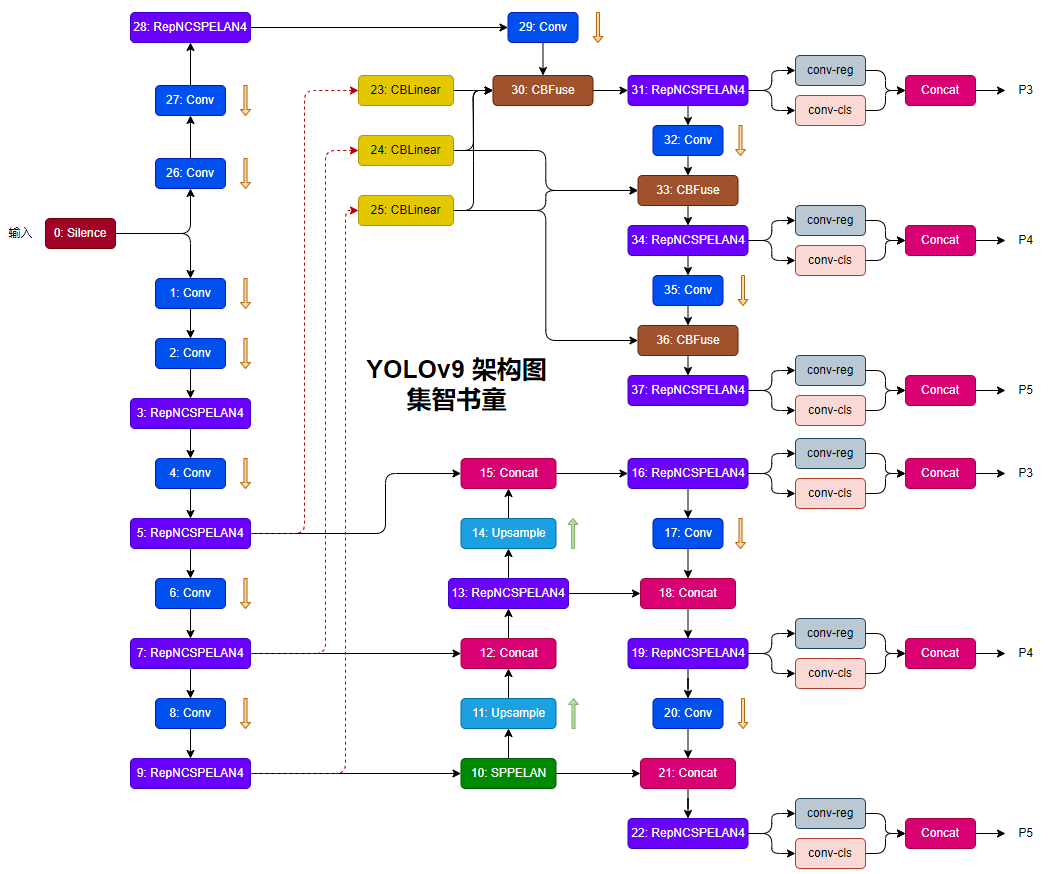 28: RepNCSPELAN4
29: Conv
27: Conv
23: CBLinear
30: CBFuse
31: RepNCSPELAN4
conv-reg
conv-cls
Concat
P3
32: Conv
24: CBLinear
26: Conv
33: CBFuse
25: CBLinear
输入
0: Silence
34: RepNCSPELAN4
conv-reg
conv-cls
Concat
P4
1: Conv
35: Conv
2: Conv
36: CBFuse
YOLOv9 架构图
集智书童
37: RepNCSPELAN4
conv-reg
conv-cls
Concat
P5
3: RepNCSPELAN4
4: Conv
15: Concat
16: RepNCSPELAN4
conv-reg
conv-cls
Concat
P3
5: RepNCSPELAN4
14: Upsample
17: Conv
6: Conv
13: RepNCSPELAN4
18: Concat
7: RepNCSPELAN4
12: Concat
19: RepNCSPELAN4
conv-reg
conv-cls
Concat
P4
8: Conv
11: Upsample
20: Conv
9: RepNCSPELAN4
10: SPPELAN
21: Concat
22: RepNCSPELAN4
conv-reg
conv-cls
Concat
P5